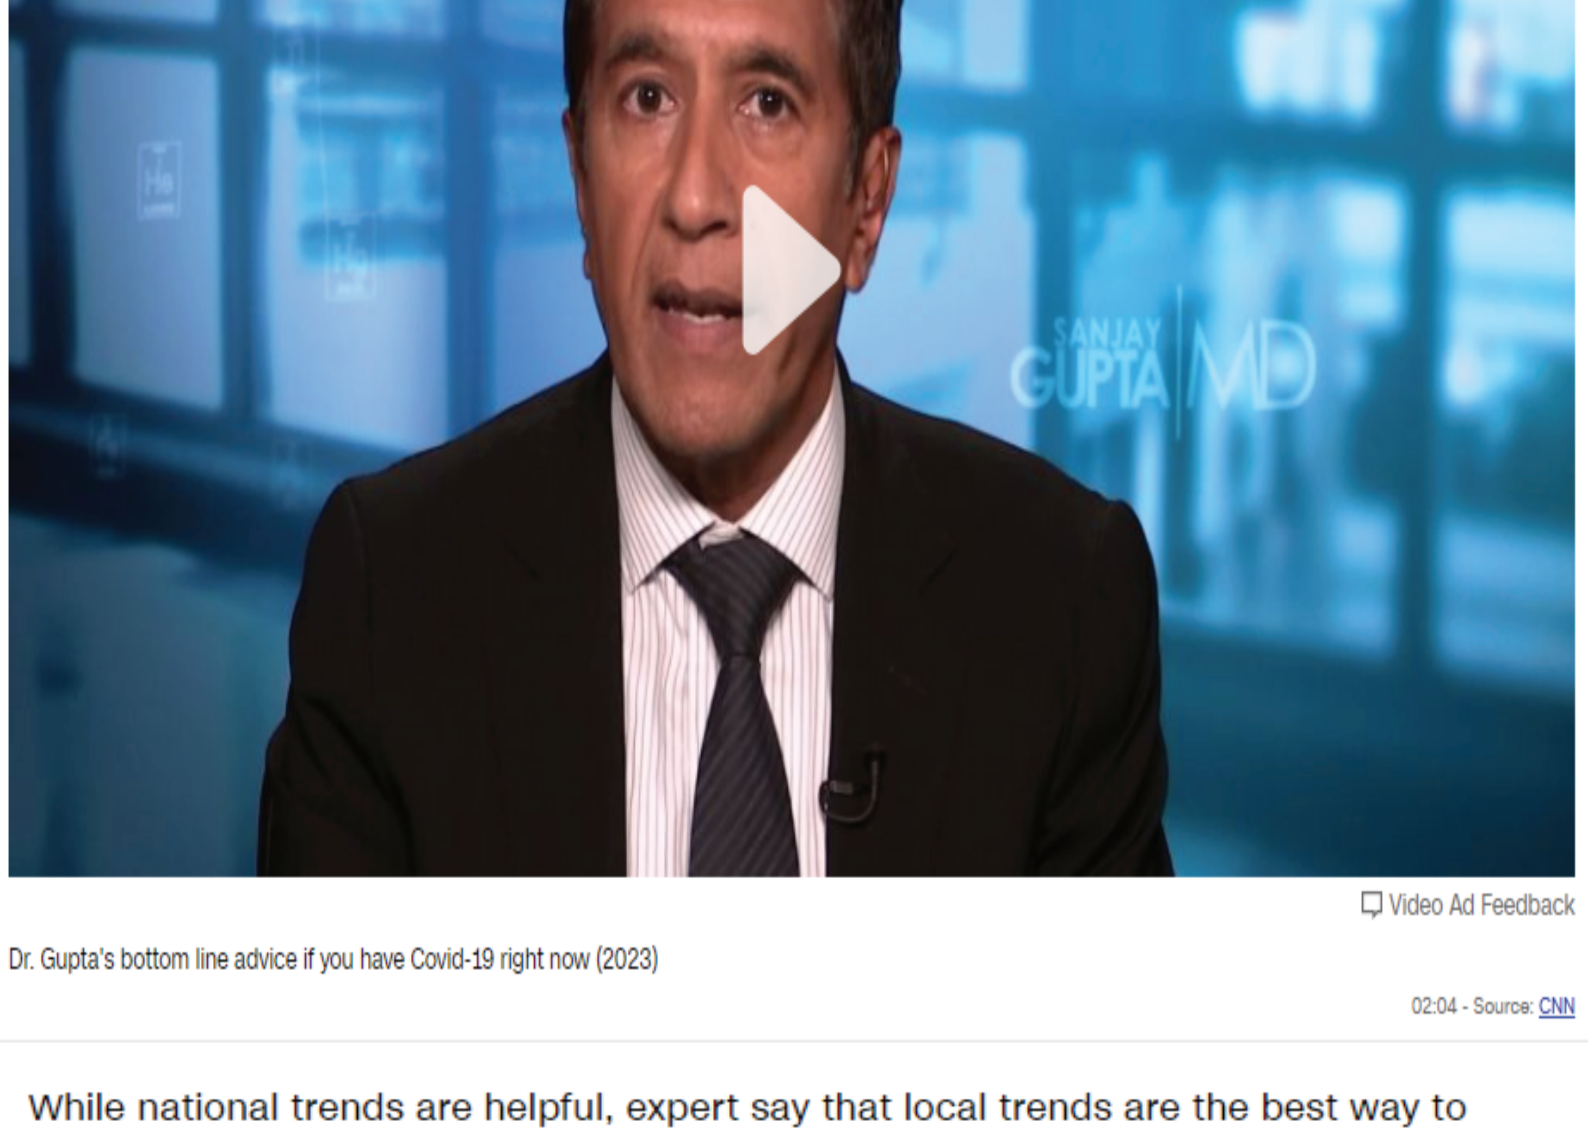 He
Hg
SANJAY
GUPTA MD
Video Ad Feedback
Dr. Gupta's bottom line advice if you have Covid-19 right now (2023)
02:04 - Source: CNN
While national trends are helpful, expert say that local trends are the best way to